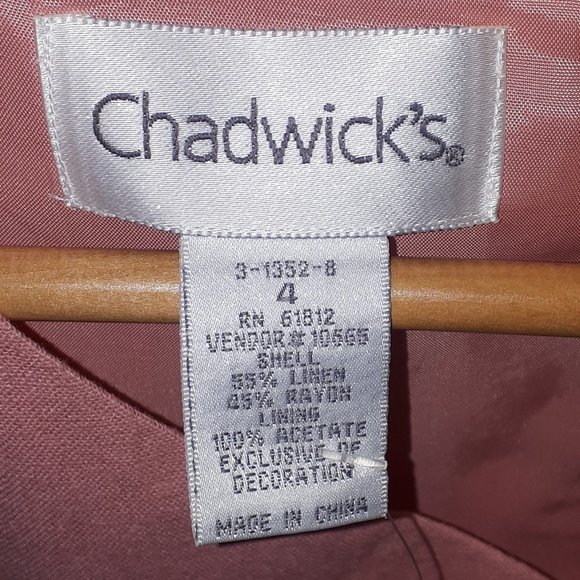 Chadwick's®
3-1352-8
4
RN 61812
VENDOR# 10565
SHELL
55% LINEN
45% RAYON
LINING
100% ACETATE
EXCLUSIVE OF
DECORATION
MADE IN CHINA